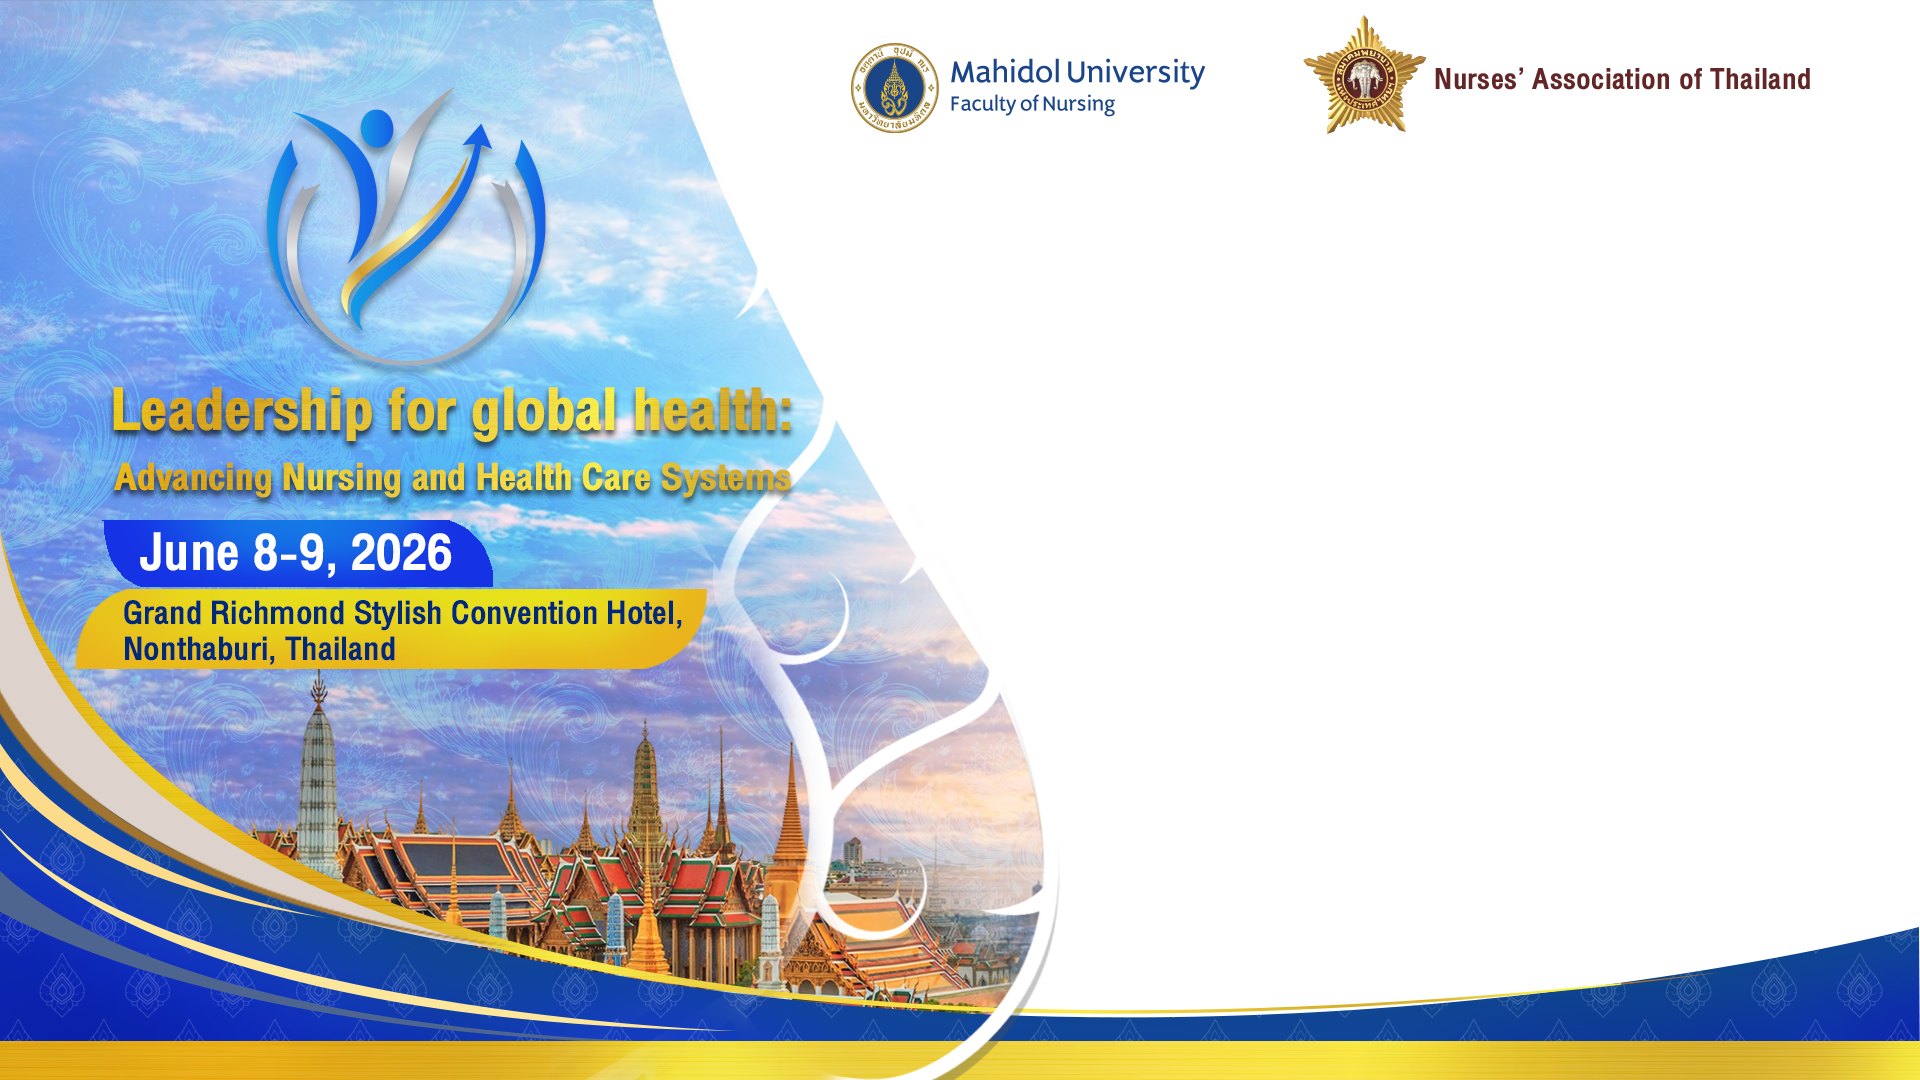 Mahidol University
Faculty of Nursing
Nurses’ Association of Thailand
Leadership for global health:
Advancing Nursing and Health Care Systems
June 8-9, 2026
Grand Richmond Stylish Convention Hotel,
Nonthaburi, Thailand